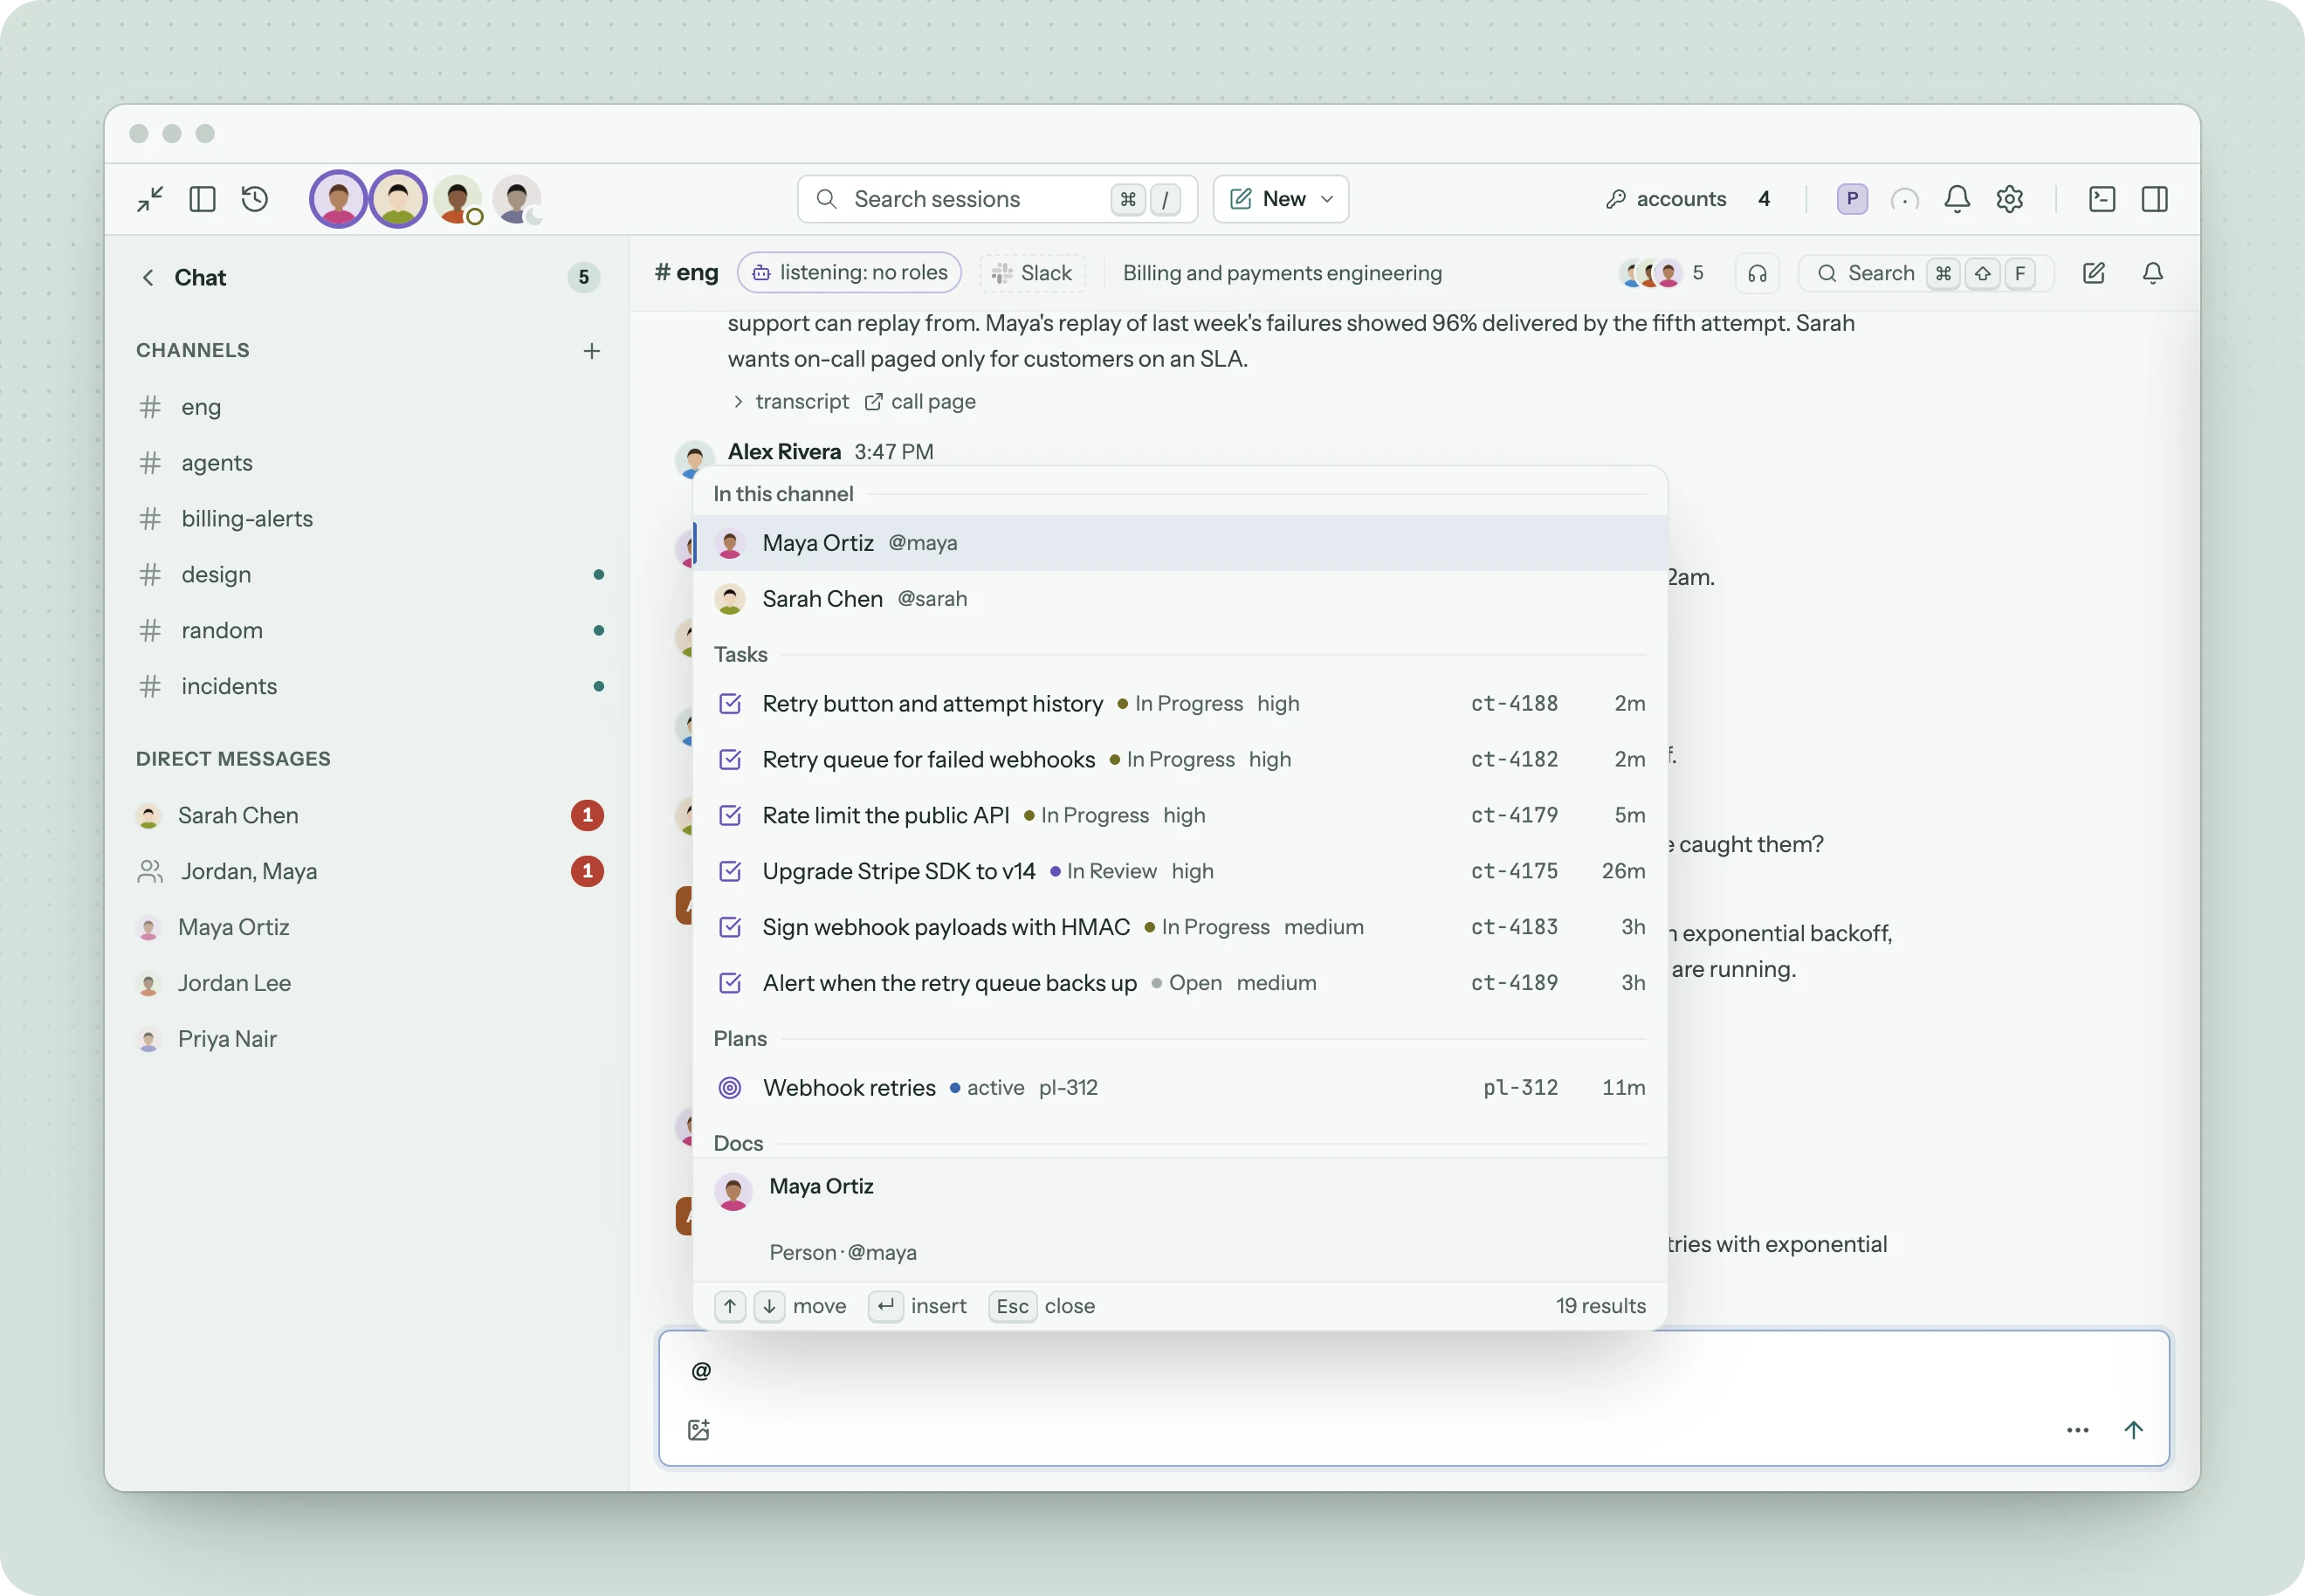 Search sessions ⌘ / New accounts 4 P
Chat 5
CHANNELS
eng
agents
billing-alerts
design
random
incidents
DIRECT MESSAGES
Sarah Chen 1
Jordan, Maya 1
Maya Ortiz
Jordan Lee
Priya Nair
# eng listening: no roles Slack Billing and payments engineering 5 Search ⌘ F
support can replay from. Maya's replay of last week's failures showed 96% delivered by the fifth attempt. Sarah
wants on-call paged only for customers on an SLA.
transcript call page
Alex Rivera 3:47 PM
In this channel
Maya Ortiz @maya
Sarah Chen @sarah
Tasks
Retry button and attempt history In Progress high ct-4188 2m
Retry queue for failed webhooks In Progress high ct-4182 2m
Rate limit the public API In Progress high ct-4179 5m
Upgrade Stripe SDK to v14 In Review high ct-4175 26m
Sign webhook payloads with HMAC In Progress medium ct-4183 3h
Alert when the retry queue backs up Open medium ct-4189 3h
Plans
Webhook retries active pl-312 pl-312 11m
Docs
Maya Ortiz
Person · @maya
↑ ↓ move ↵ insert Esc close 19 results
2am.
caught them?
exponential backoff,
are running.
with exponential
@